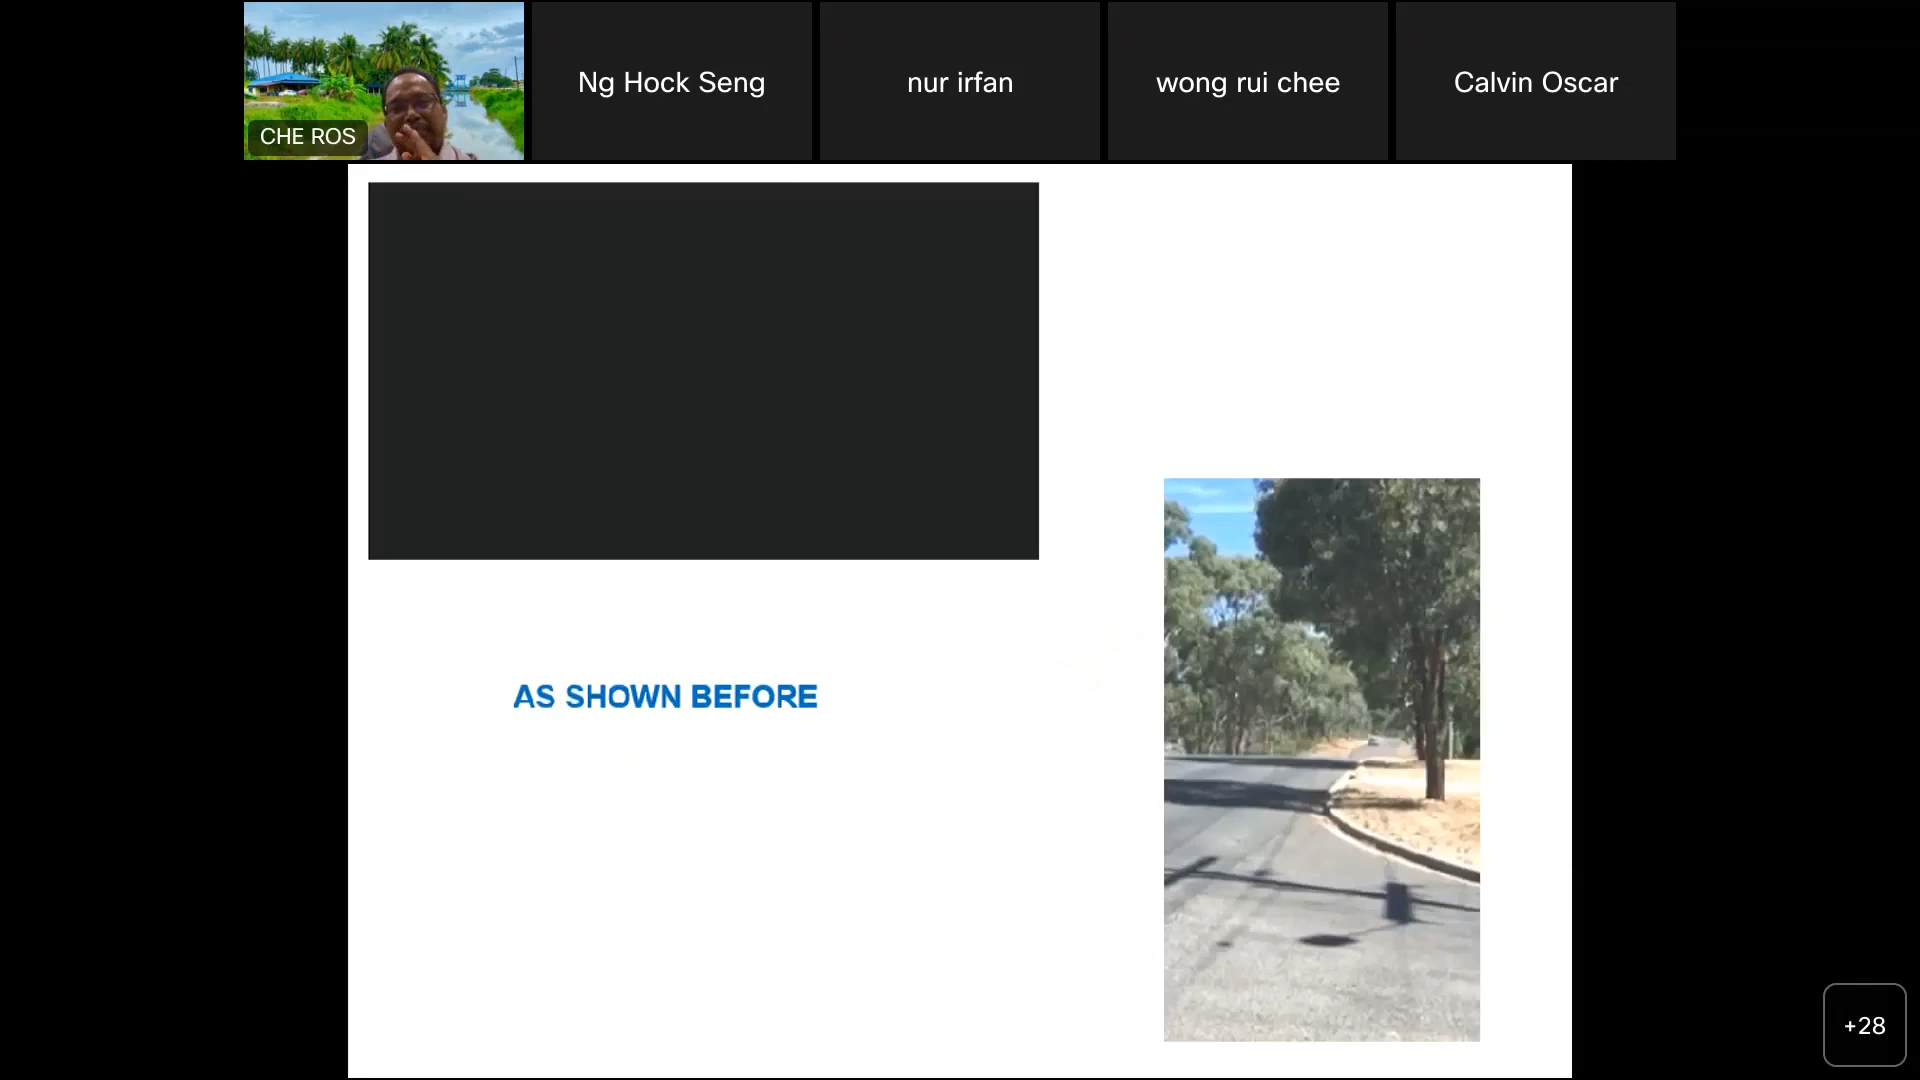 CHE ROS
Ng Hock Seng
nur irfan
wong rui chee
Calvin Oscar
AS SHOWN BEFORE
+28